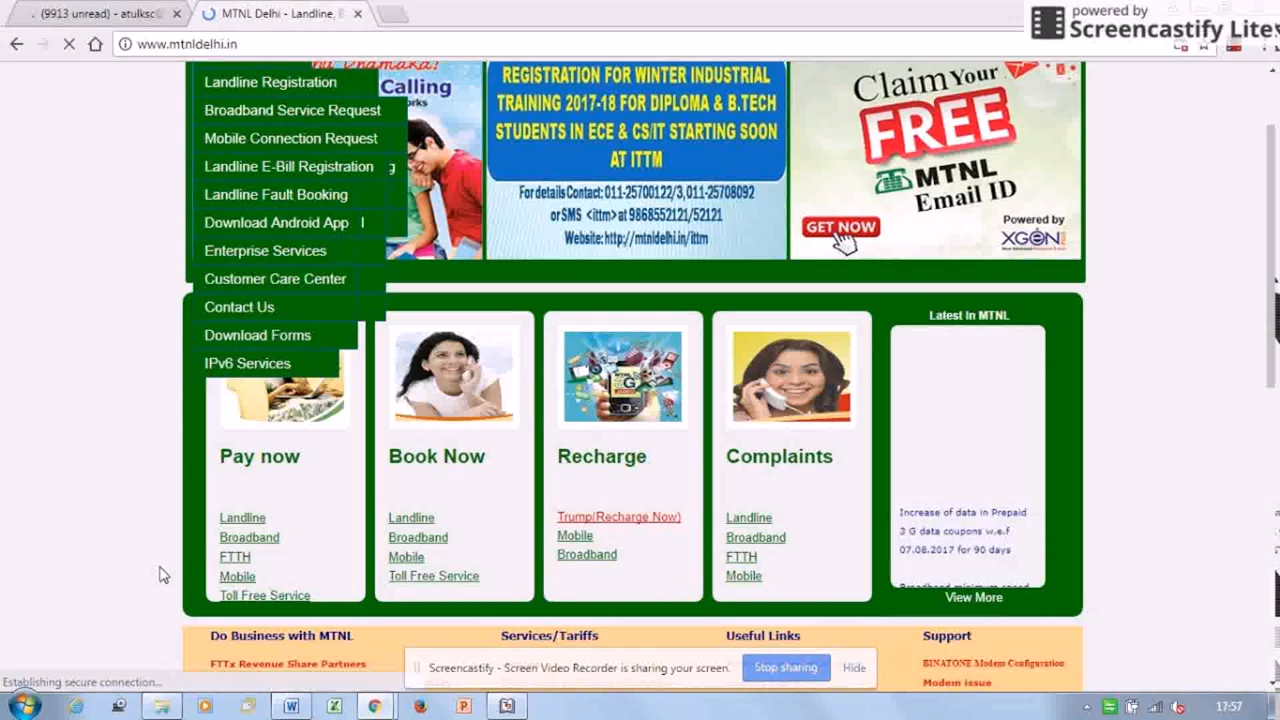 (9913 unread) - atulksc
MTNL Delhi - Landline,
powered by
Screencastify Lite
www.mtnldelhi.in
Landline Registration
Broadband Service Request
Mobile Connection Request
Landline E-Bill Registration
Landline Fault Booking
Download Android App
Enterprise Services
Customer Care Center
Contact Us
Download Forms
IPv6 Services
Calling
REGISTRATION FOR WINTER INDUSTRIAL
TRAINING 2017-18 FOR DIPLOMA & B.TECH
STUDENTS IN ECE & CS/IT STARTING SOON
AT ITTM
For details Contact: 011-25700122/3, 011-25708092
or SMS <ittm> at 9868552121/52121
Website: http://mtnldelhi.in/ittm
Claim Your
FREE
MTNL
Email ID
GET NOW
Powered by
XGEN
Pay now
Landline
Broadband
FTTH
Mobile
Toll Free Service
Book Now
Landline
Broadband
Mobile
Toll Free Service
Recharge
Trump(Recharge Now)
Mobile
Broadband
Complaints
Landline
Broadband
FTTH
Mobile
Latest In MTNL
Increase of data in Prepaid
3 G data coupons w.e.f
07.08.2017 for 90 days
View More
Do Business with MTNL
Services/Tariffs
Useful Links
Support
FTTx Revenue Share Partners
BINATONE Modem Configuration
Modem issue
Screencastify - Screen Video Recorder is sharing your screen.
Stop sharing
Hide
Establishing secure connection...
17:57